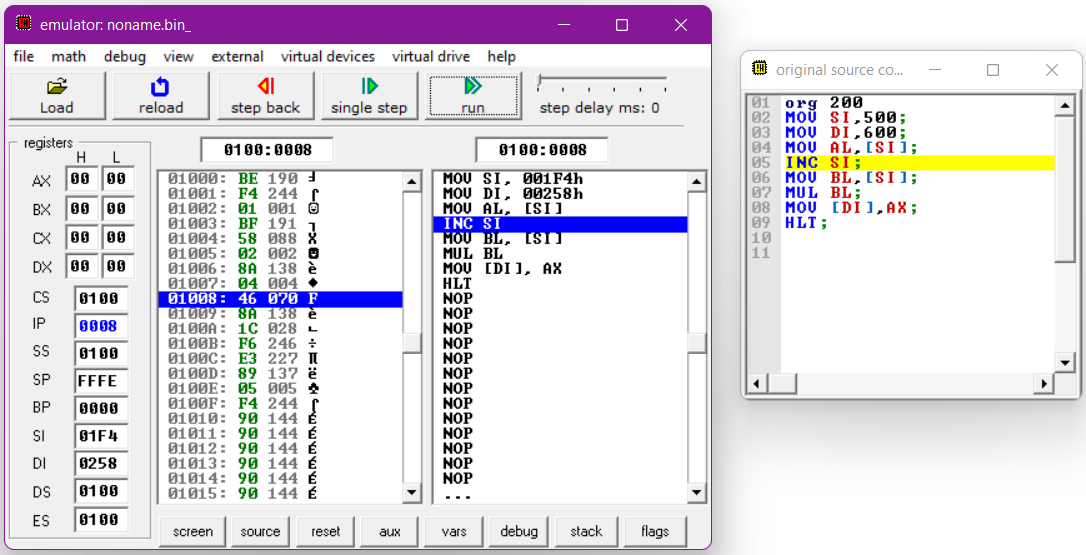 emulator: noname.bin_
file math debug view external virtual devices virtual drive help
Load reload step back single step run step delay ms: 0
registers
H L
AX 00 00
BX 00 00
CX 00 00
DX 00 00
CS 0100
IP 0008
SS 0100
SP FFFE
BP 0000
SI 01F4
DI 0258
DS 0100
ES 0100
0100:0008
01000: BE 190 ╛
01001: F4 244 ⌠
01002: 01 001 ☺
01003: BF 191 ┐
01004: 58 088 X
01005: 02 002 ☻
01006: 8A 138 è
01007: 04 004 ♦
01008: 46 070 F
01009: 8A 138 è
0100A: 1C 028 ∟
0100B: F6 246 ÷
0100C: E3 227 π
0100D: 89 137 ë
0100E: 05 005 ♣
0100F: F4 244 ⌠
01010: 90 144 É
01011: 90 144 É
01012: 90 144 É
01013: 90 144 É
01014: 90 144 É
01015: 90 144 É
0100:0008
MOV SI, 001F4h
MOV DI, 00258h
MOV AL, [SI]
INC SI
MOV BL, [SI]
MUL BL
MOV [DI], AX
HLT
NOP
NOP
NOP
NOP
NOP
NOP
NOP
NOP
NOP
NOP
NOP
NOP
NOP
...
screen source reset aux vars debug stack flags
original source co...
01 org 200
02 MOV SI,500;
03 MOV DI,600;
04 MOV AL,[SI];
05 INC SI;
06 MOV BL,[SI];
07 MUL BL;
08 MOV [DI],AX;
09 HLT;
10
11